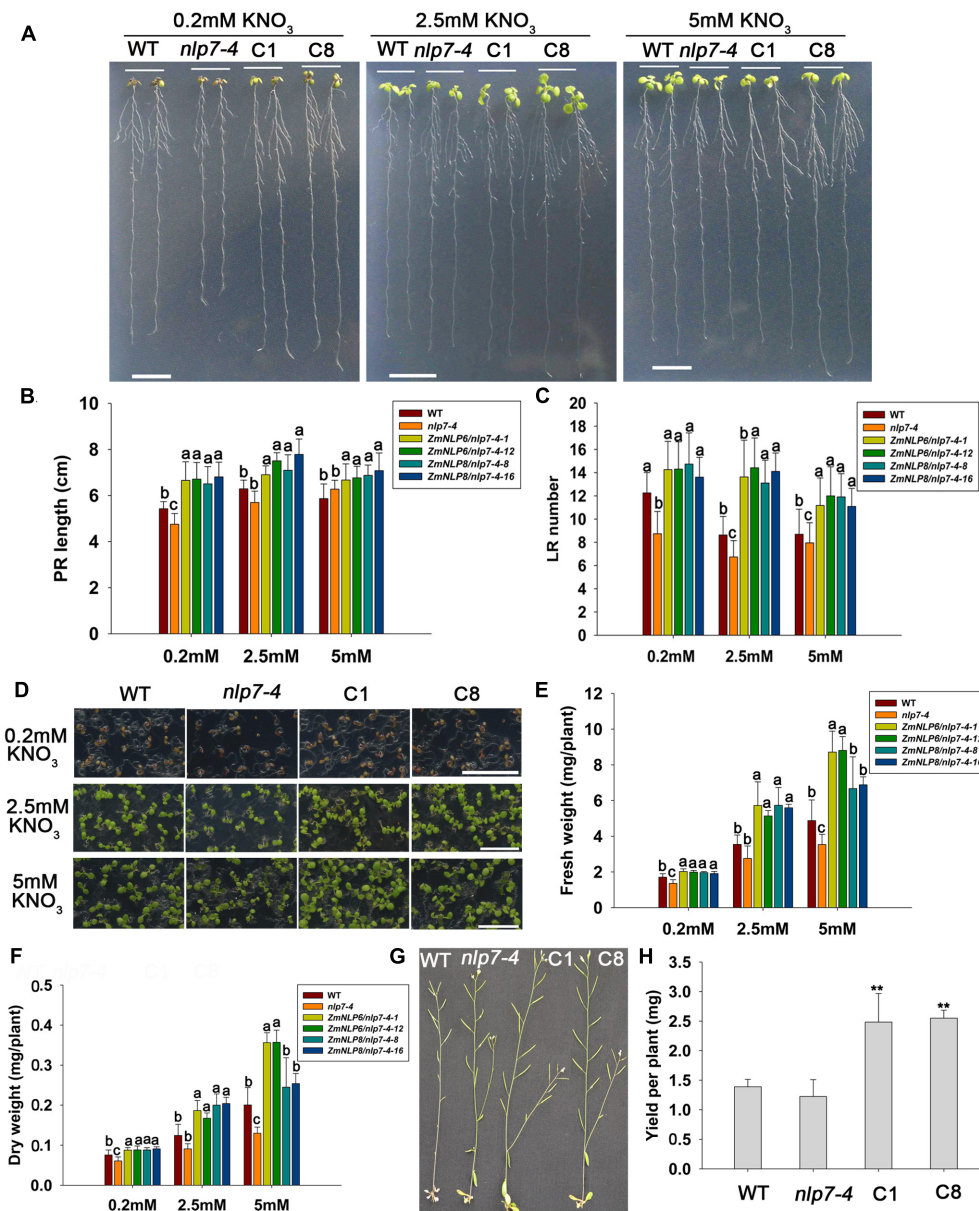 A
0.2mM KNO3
2.5mM KNO3
5mM KNO3
WT nlp7-4 C1 C8
WT nlp7-4 C1 C8
WT nlp7-4 C1 C8
B
PR length (cm)
10
8
6
4
2
0
b c a a a a
b b a a a a
b b a a a a
0.2mM 2.5mM 5mM
WT
nlp7-4
ZmNLP6/nlp7-4-1
ZmNLP6/nlp7-4-12
ZmNLP8/nlp7-4-8
ZmNLP8/nlp7-4-16
C
LR number
20
18
16
14
12
10
8
6
4
2
0
a b a a a a
b c a a b a
b b a a a a
0.2mM 2.5mM 5mM
WT
nlp7-4
ZmNLP6/nlp7-4-1
ZmNLP6/nlp7-4-12
ZmNLP8/nlp7-4-8
ZmNLP8/nlp7-4-16
D
WT nlp7-4 C1 C8
0.2mM
KNO3
2.5mM
KNO3
5mM
KNO3
E
Fresh weight (mg/plant)
12
10
8
6
4
2
0
b c a a a a
b b a a a a
b c a a b b
0.2mM 2.5mM 5mM
WT
nlp7-4
ZmNLP6/nlp7-4-1
ZmNLP6/nlp7-4-12
ZmNLP8/nlp7-4-8
ZmNLP8/nlp7-4-16
F
Dry weight (mg/plant)
0.5
0.4
0.3
0.2
0.1
0.0
b c a a a a
b b a a a a
b c a a b b
0.2mM 2.5mM 5mM
WT
nlp7-4
ZmNLP6/nlp7-4-1
ZmNLP6/nlp7-4-12
ZmNLP8/nlp7-4-8
ZmNLP8/nlp7-4-16
G
WT nlp7-4 C1 C8
H
Yield per plant (mg)
3.5
3.0
2.5
2.0
1.5
1.0
0.5
0.0
** **
WT nlp7-4 C1 C8